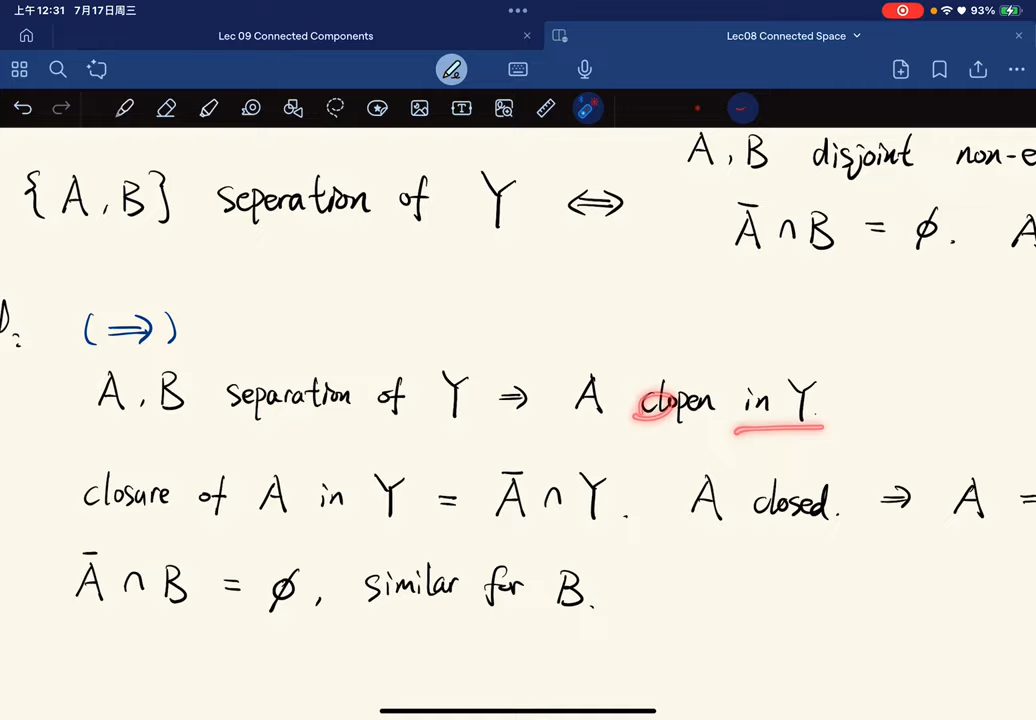 上午12:31 7月17日周三
93%
Lec 09 Connected Components
Lec08 Connected Space
A, B disjoint non-e
{A, B} seperation of Y ⇔
Ā ∩ B = ∅. A
(⇒)
A, B separation of Y ⇒ A clopen in Y.
closure of A in Y = Ā ∩ Y. A closed. ⇒ A =
Ā ∩ B = ∅, similar for B.